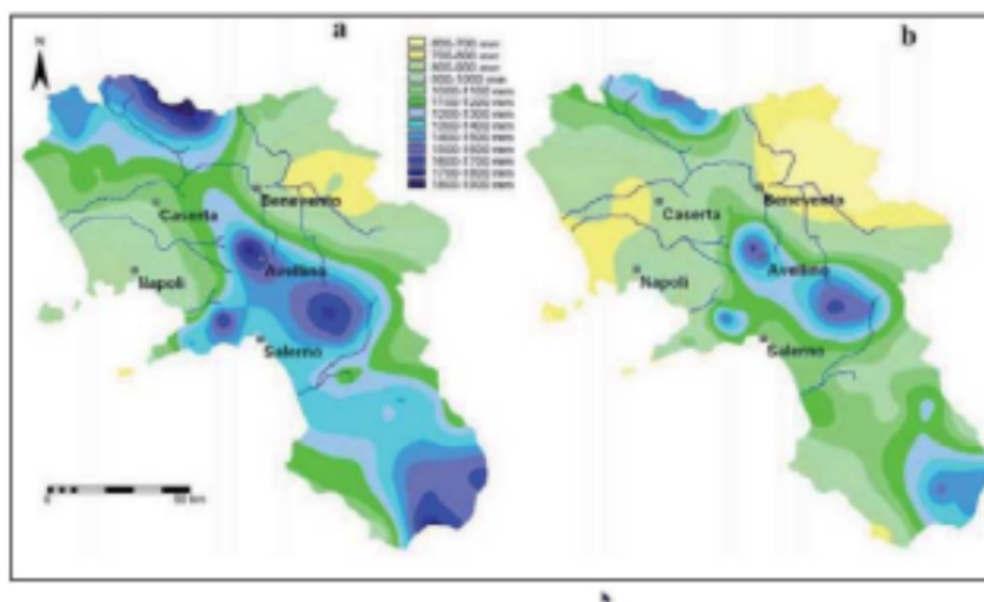 a
b
N
600-700 mm
700-800 mm
800-900 mm
900-1000 mm
1000-1100 mm
1100-1200 mm
1200-1300 mm
1300-1400 mm
1400-1500 mm
1500-1600 mm
1600-1700 mm
1700-1800 mm
1800-1900 mm
Benevento
Caserta
Avellino
Napoli
Salerno
0
50 km
Benevento
Caserta
Avellino
Napoli
Salerno